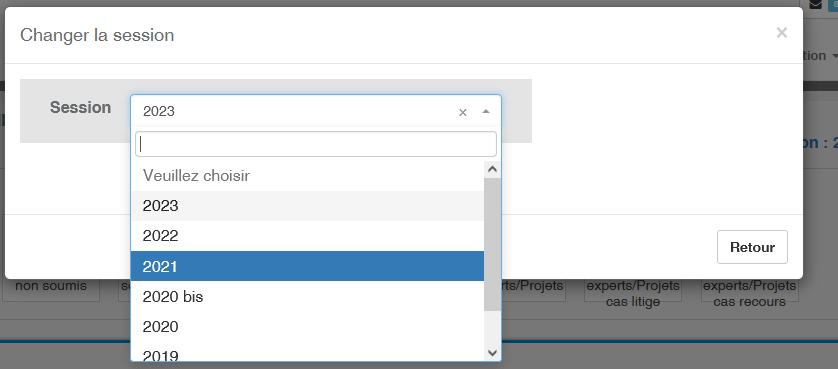 Changer la session
×
tion
Session
2023
×
on : 2
Veuillez choisir
2023
2022
2021
2020 bis
2020
2019
Retour
non soumis
rts/Projets
experts/Projets
cas litige
experts/Projets
cas recours